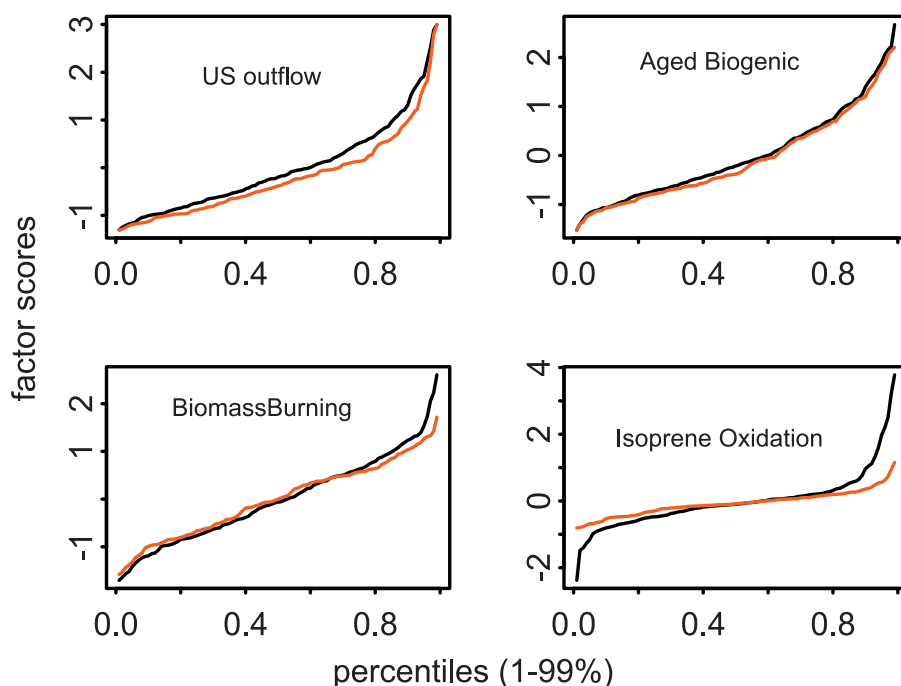 US outflow
-1 1 2 3
0.0 0.4 0.8
Aged Biogenic
-1 0 1 2
0.0 0.4 0.8
factor scores
BiomassBurning
-1 1 2
0.0 0.4 0.8
Isoprene Oxidation
-2 0 2 4
0.0 0.4 0.8
percentiles (1-99%)